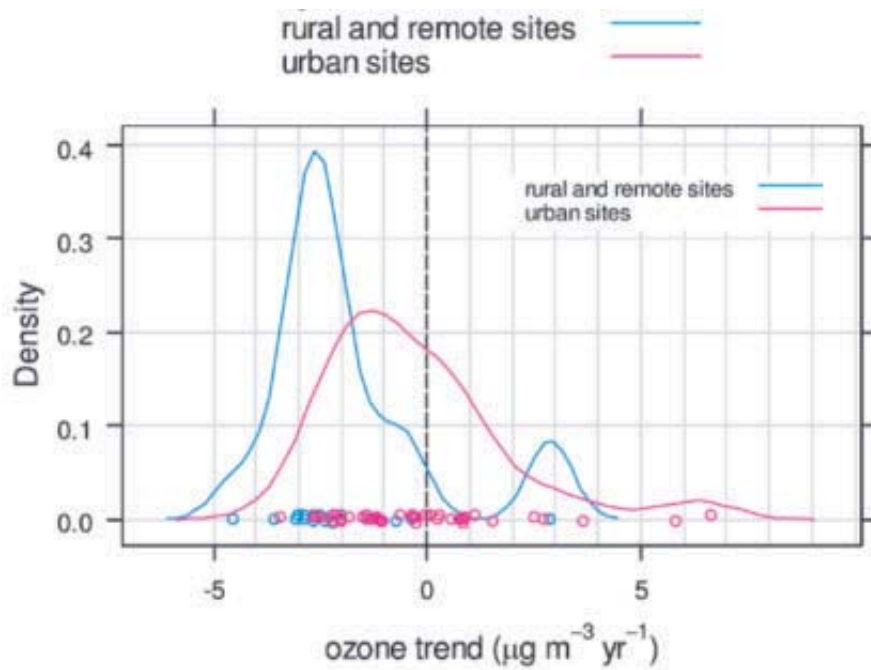 rural and remote sites
urban sites
0.4
rural and remote sites
urban sites
0.3
Density
0.2
0.1
0.0
-5 0 5
ozone trend (μg m⁻³ yr⁻¹)